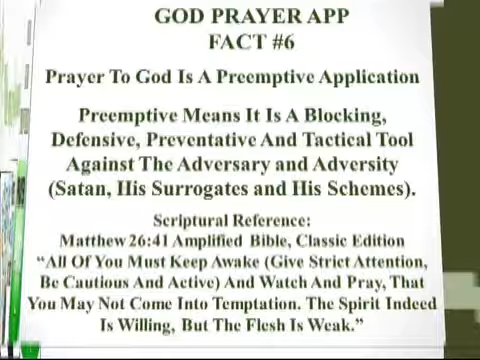 GOD PRAYER APP
FACT #6
Prayer To God Is A Preemptive Application
Preemptive Means It Is A Blocking,
Defensive, Preventative And Tactical Tool
Against The Adversary and Adversity
(Satan, His Surrogates and His Schemes).
Scriptural Reference:
Matthew 26:41 Amplified Bible, Classic Edition
“All Of You Must Keep Awake (Give Strict Attention,
Be Cautious And Active) And Watch And Pray, That
You May Not Come Into Temptation. The Spirit Indeed
Is Willing, But The Flesh Is Weak.”